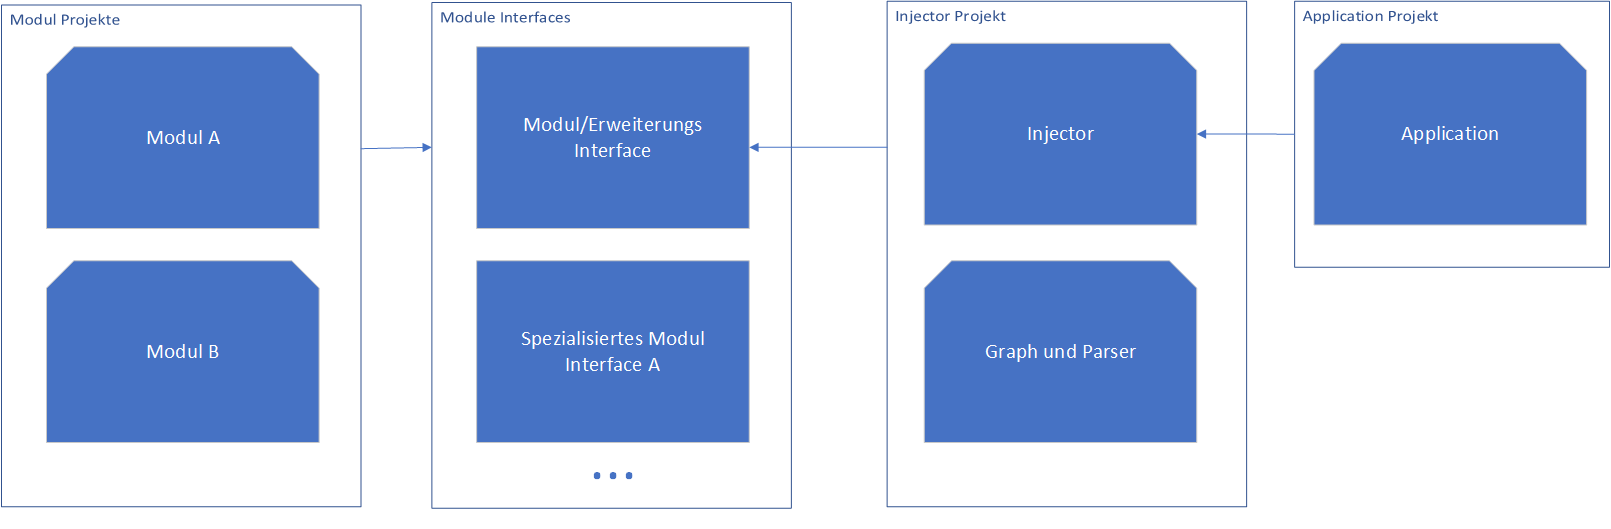 Modul Projekte
Modul A
Modul B
Module Interfaces
Modul/Erweiterungs
Interface
Spezialisiertes Modul
Interface A
Injector Projekt
Injector
Graph und Parser
Application Projekt
Application